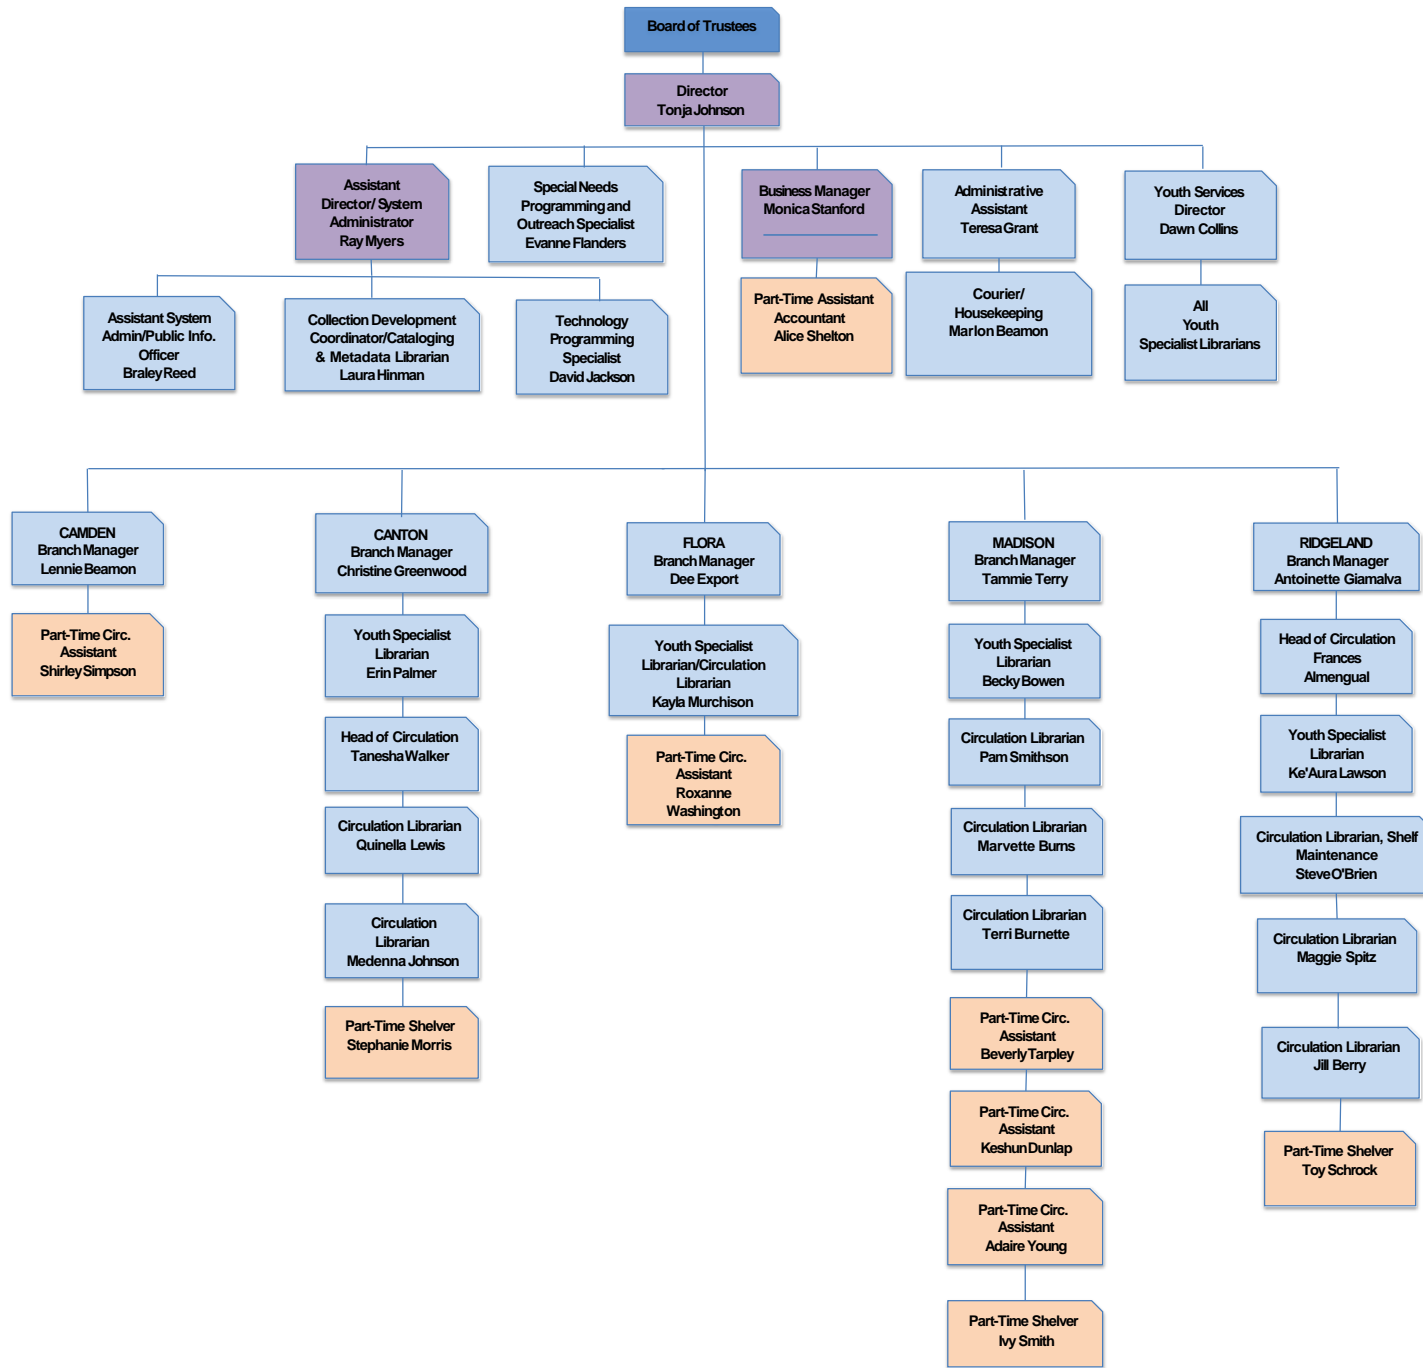 Board of Trustees
Director
Tonja Johnson
Assistant
Director/ System
Administrator
Ray Myers
Special Needs
Programming and
Outreach Specialist
Evanne Flanders
Business Manager
Monica Stanford
Administrative
Assistant
Teresa Grant
Youth Services
Director
Dawn Collins
Assistant System
Admin/Public Info.
Officer
Braley Reed
Collection Development
Coordinator/Cataloging
& Metadata Librarian
Laura Hinman
Technology
Programming
Specialist
David Jackson
Part-Time Assistant
Accountant
Alice Shelton
Courier/
Housekeeping
Marlon Beamon
All
Youth
Specialist Librarians
CAMDEN
Branch Manager
Lennie Beamon
Part-Time Circ.
Assistant
Shirley Simpson
CANTON
Branch Manager
Christine Greenwood
Youth Specialist
Librarian
Erin Palmer
Head of Circulation
Tanesha Walker
Circulation Librarian
Quinella Lewis
Circulation
Librarian
Medenna Johnson
Part-Time Shelver
Stephanie Morris
FLORA
Branch Manager
Dee Export
Youth Specialist
Librarian/Circulation
Librarian
Kayla Murchison
Part-Time Circ.
Assistant
Roxanne
Washington
MADISON
Branch Manager
Tammie Terry
Youth Specialist
Librarian
Becky Bowen
Circulation Librarian
Pam Smithson
Circulation Librarian
Marvette Burns
Circulation Librarian
Terri Burnette
Part-Time Circ.
Assistant
Beverly Tarpley
Part-Time Circ.
Assistant
Keshun Dunlap
Part-Time Circ.
Assistant
Adaire Young
Part-Time Shelver
Ivy Smith
RIDGELAND
Branch Manager
Antoinette Giamalva
Head of Circulation
Frances
Almengual
Youth Specialist
Librarian
Ke'Aura Lawson
Circulation Librarian, Shelf
Maintenance
Steve O'Brien
Circulation Librarian
Maggie Spitz
Circulation Librarian
Jill Berry
Part-Time Shelver
Toy Schrock